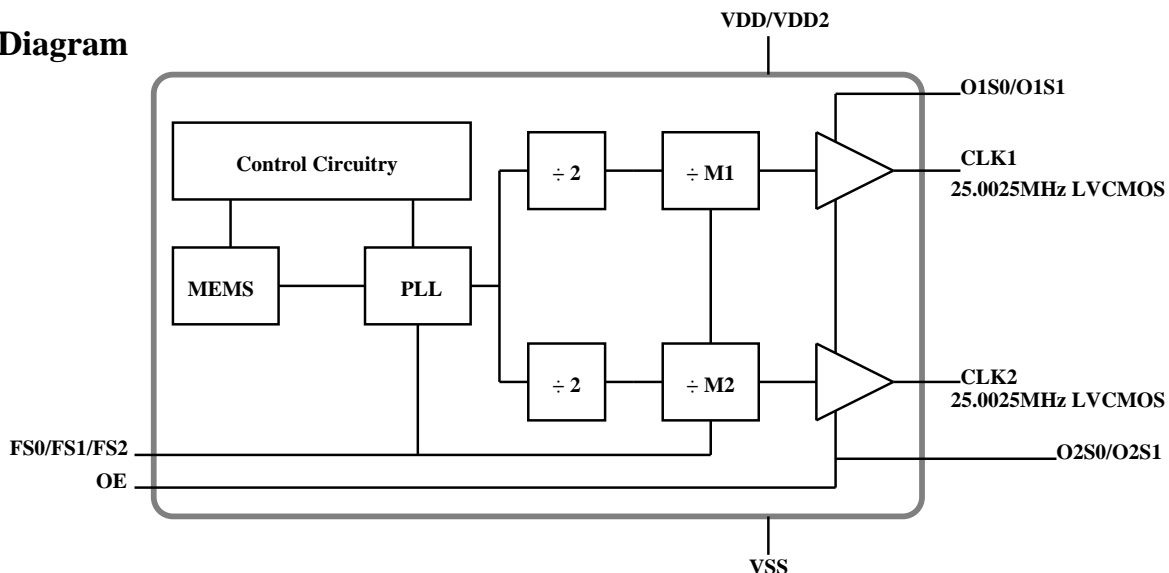 VDD/VDD2
Diagram
O1S0/O1S1
Control Circuitry
÷ 2
÷ M1
CLK1
25.0025MHz LVCMOS
MEMS
PLL
÷ 2
÷ M2
CLK2
25.0025MHz LVCMOS
FS0/FS1/FS2
O2S0/O2S1
OE
VSS